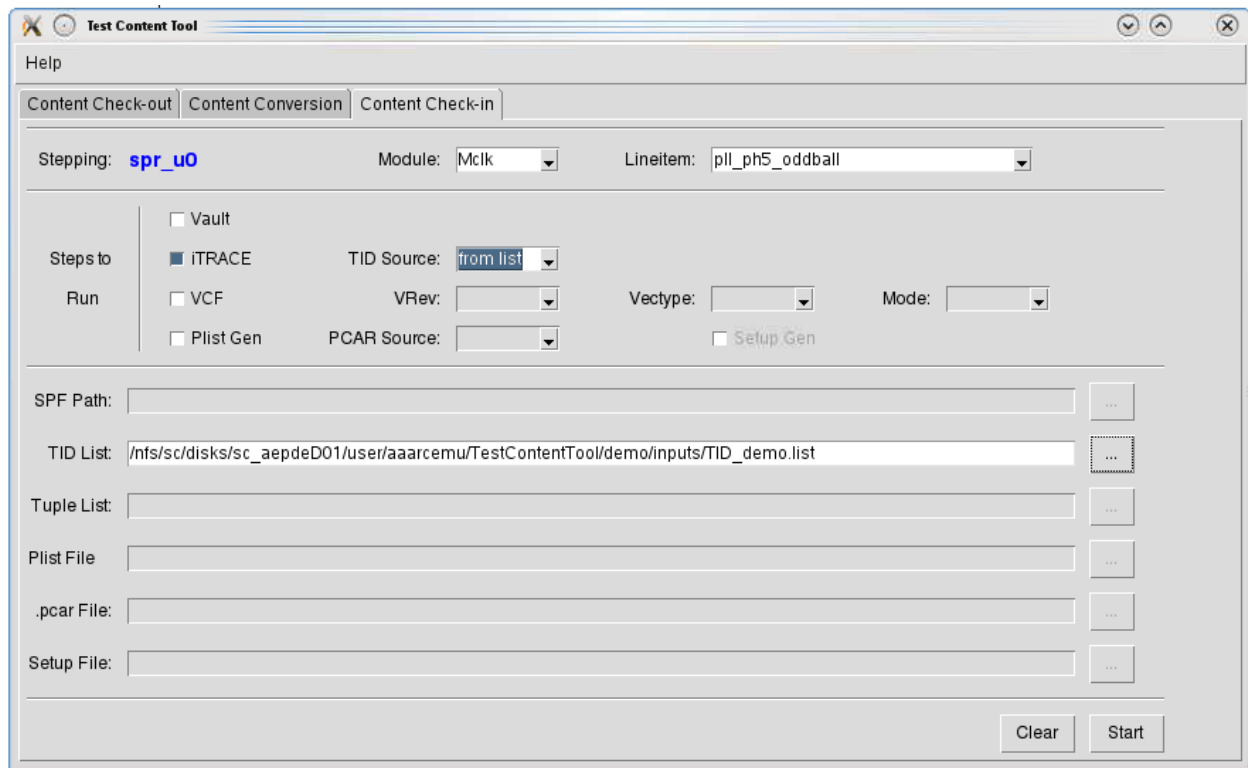 Test Content Tool
Help
Content Check-out Content Conversion Content Check-in
Stepping: spr_u0 Module: Mclk Lineitem: pll_ph5_oddball
Vault
Steps to iTRACE TID Source: from list
Run VCF VRev: Vectype: Mode:
Plist Gen PCAR Source: Setup Gen
SPF Path: ...
TID List: /nfs/sc/disks/sc_aepdeD01/user/aaarcemu/TestContentTool/demo/inputs/TID_demo.list ...
Tuple List: ...
Plist File ...
.pcar File: ...
Setup File: ...
Clear Start